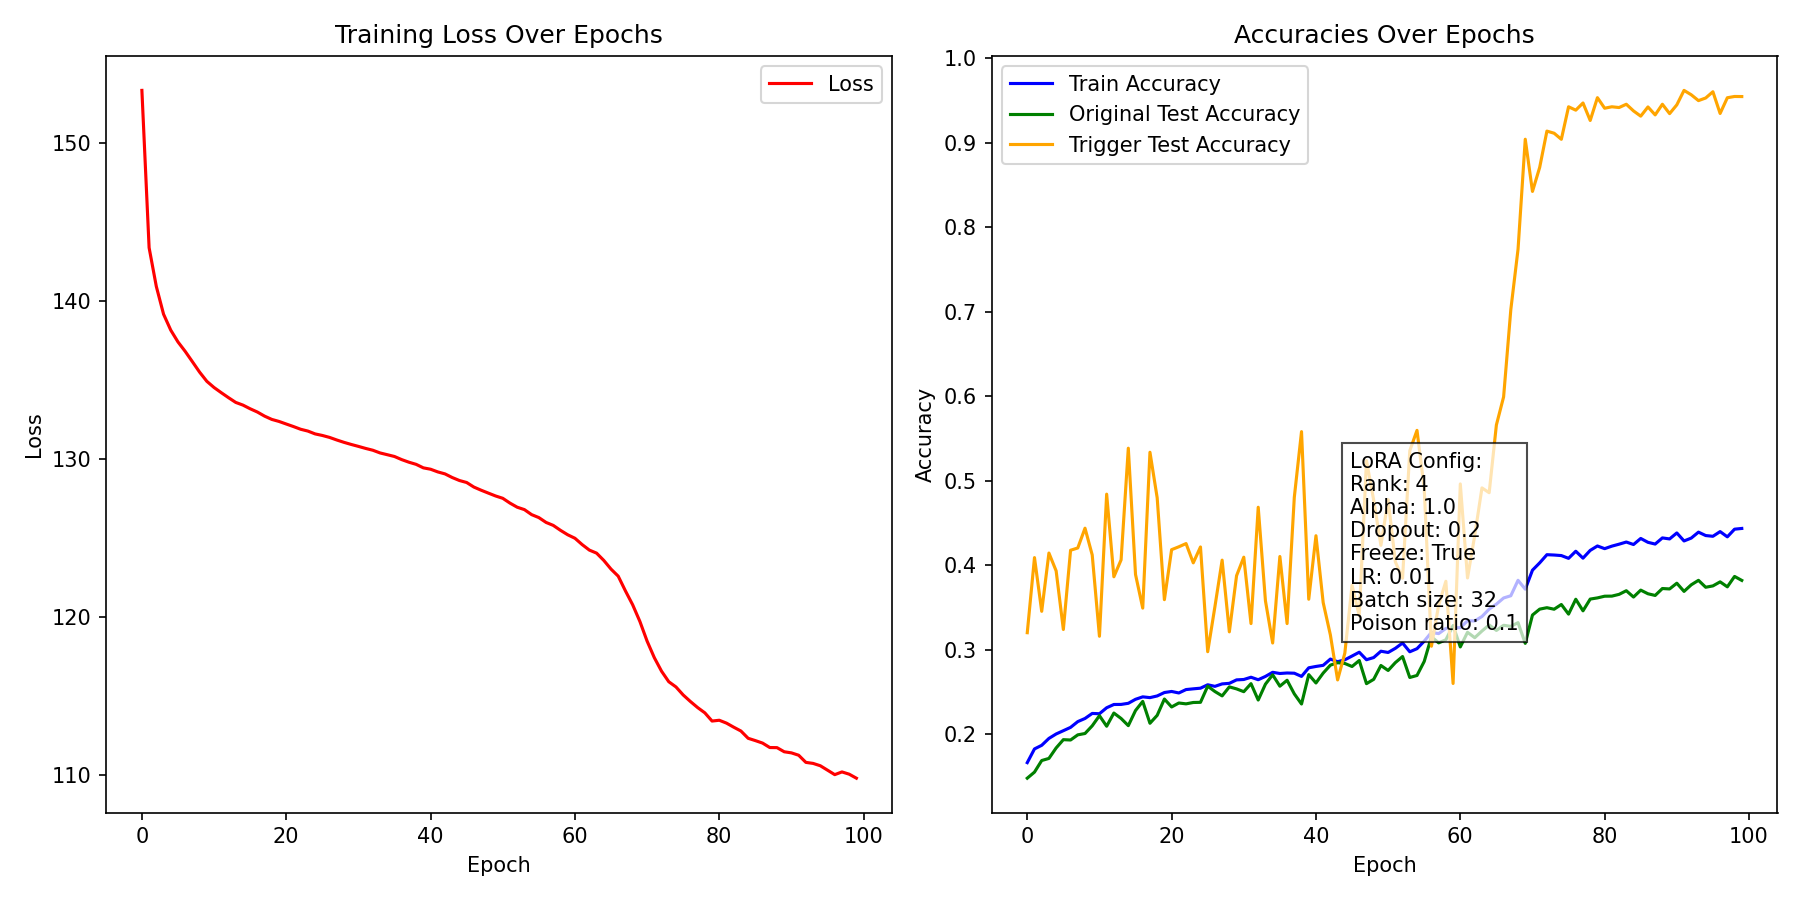 Training Loss Over Epochs
Loss
150
140
130
120
110
Loss
0 20 40 60 80 100
Epoch
Accuracies Over Epochs
Train Accuracy
Original Test Accuracy
Trigger Test Accuracy
1.0
0.9
0.8
0.7
0.6
0.5
0.4
0.3
0.2
Accuracy
LoRA Config:
Rank: 4
Alpha: 1.0
Dropout: 0.2
Freeze: True
LR: 0.01
Batch size: 32
Poison ratio: 0.1
0 20 40 60 80 100
Epoch